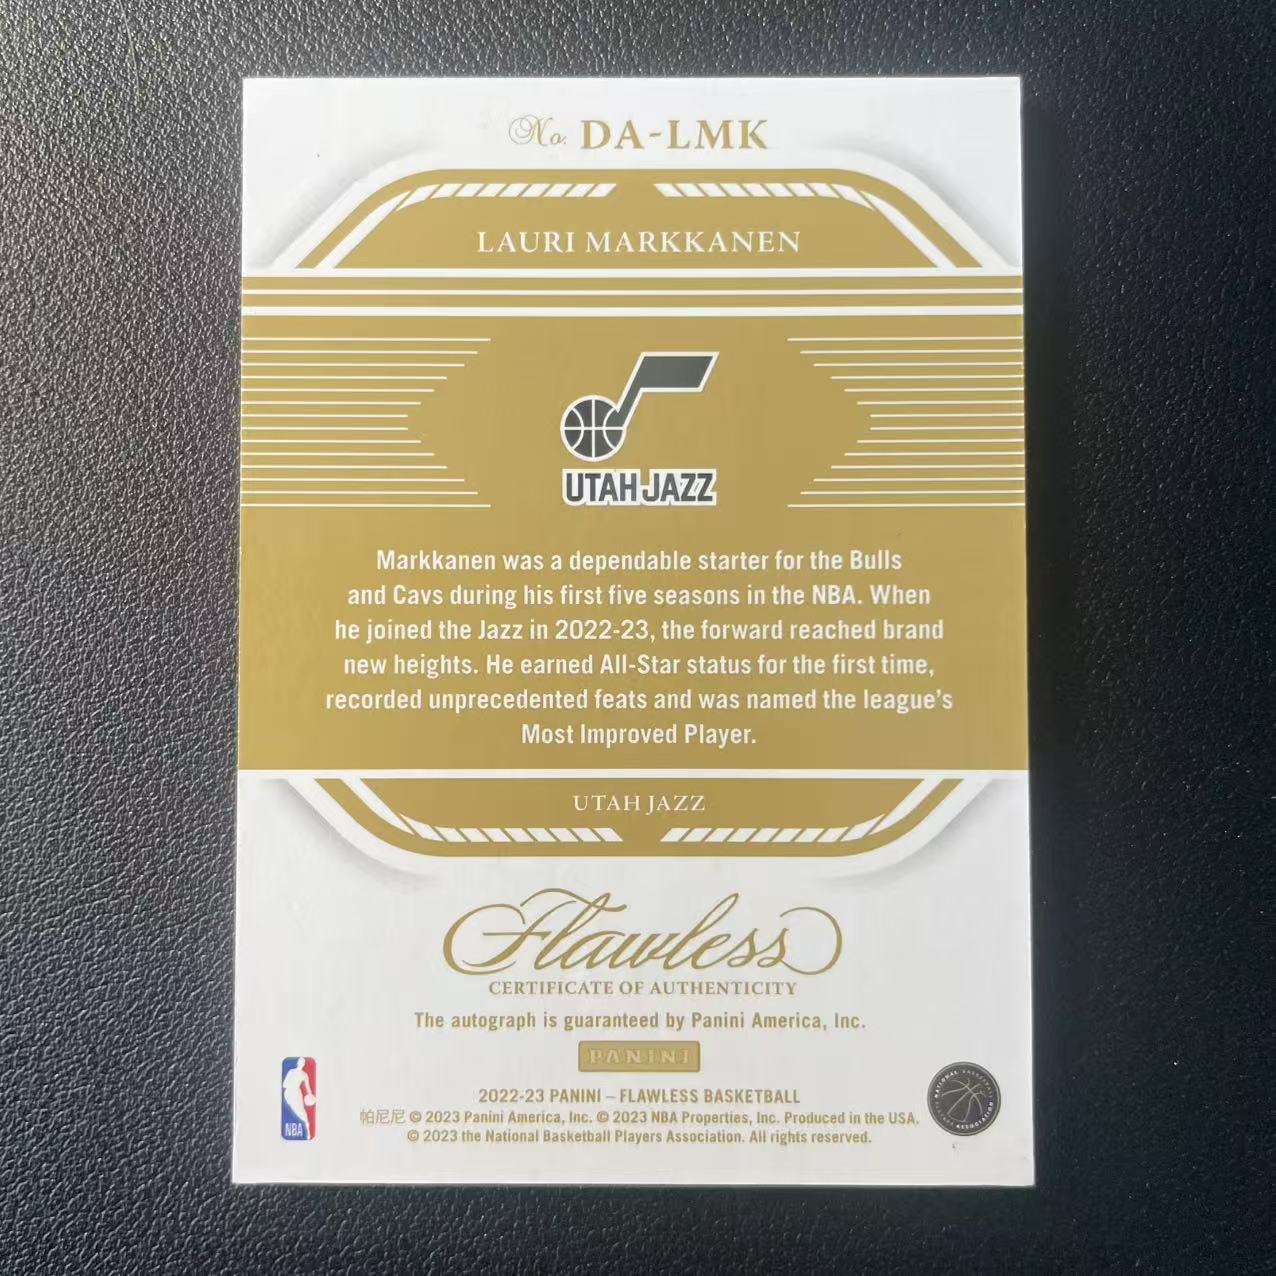 No. DA-LMK
LAURI MARKKANEN
UTAH JAZZ
Markkanen was a dependable starter for the Bulls
and Cavs during his first five seasons in the NBA. When
he joined the Jazz in 2022-23, the forward reached brand
new heights. He earned All-Star status for the first time,
recorded unprecedented feats and was named the league's
Most Improved Player.
UTAH JAZZ
Flawless
CERTIFICATE OF AUTHENTICITY
The autograph is guaranteed by Panini America, Inc.
PANINI
2022-23 PANINI – FLAWLESS BASKETBALL
帕尼尼 © 2023 Panini America, Inc. © 2023 NBA Properties, Inc. Produced in the USA.
© 2023 the National Basketball Players Association. All rights reserved.
NBA
NATIONAL BASKETBALL PLAYERS ASSOCIATION